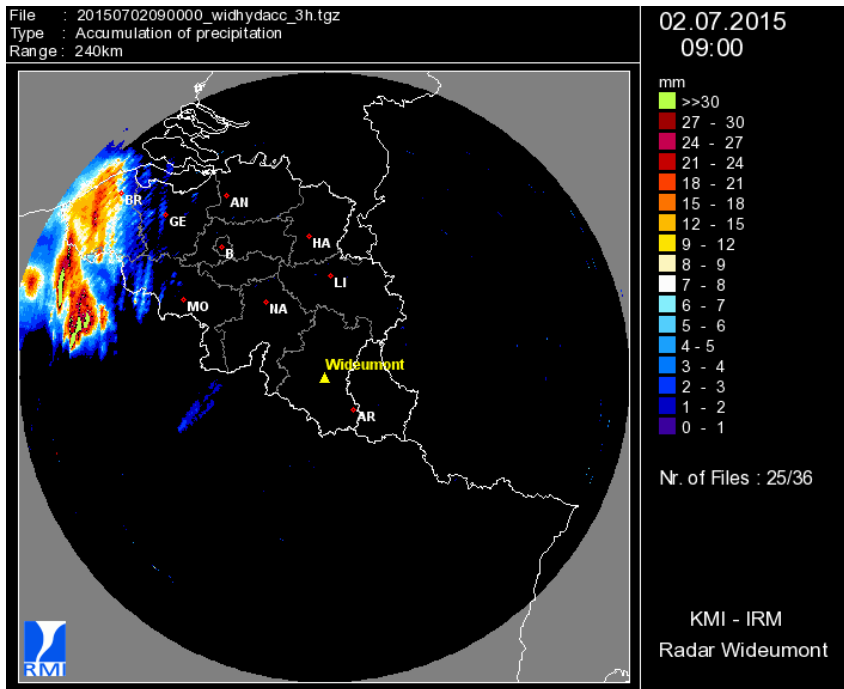 File : 20150702090000_widhydacc_3h.tgz
Type : Accumulation of precipitation
Range : 240km
02.07.2015
09:00
mm
>>30
27 - 30
24 - 27
21 - 24
18 - 21
15 - 18
12 - 15
9 - 12
8 - 9
7 - 8
6 - 7
5 - 6
4 - 5
3 - 4
2 - 3
1 - 2
0 - 1
Nr. of Files : 25/36
KMI - IRM
Radar Wideumont
BR
AN
GE
HA
B
LI
MO
NA
Wideumont
AR
RMI